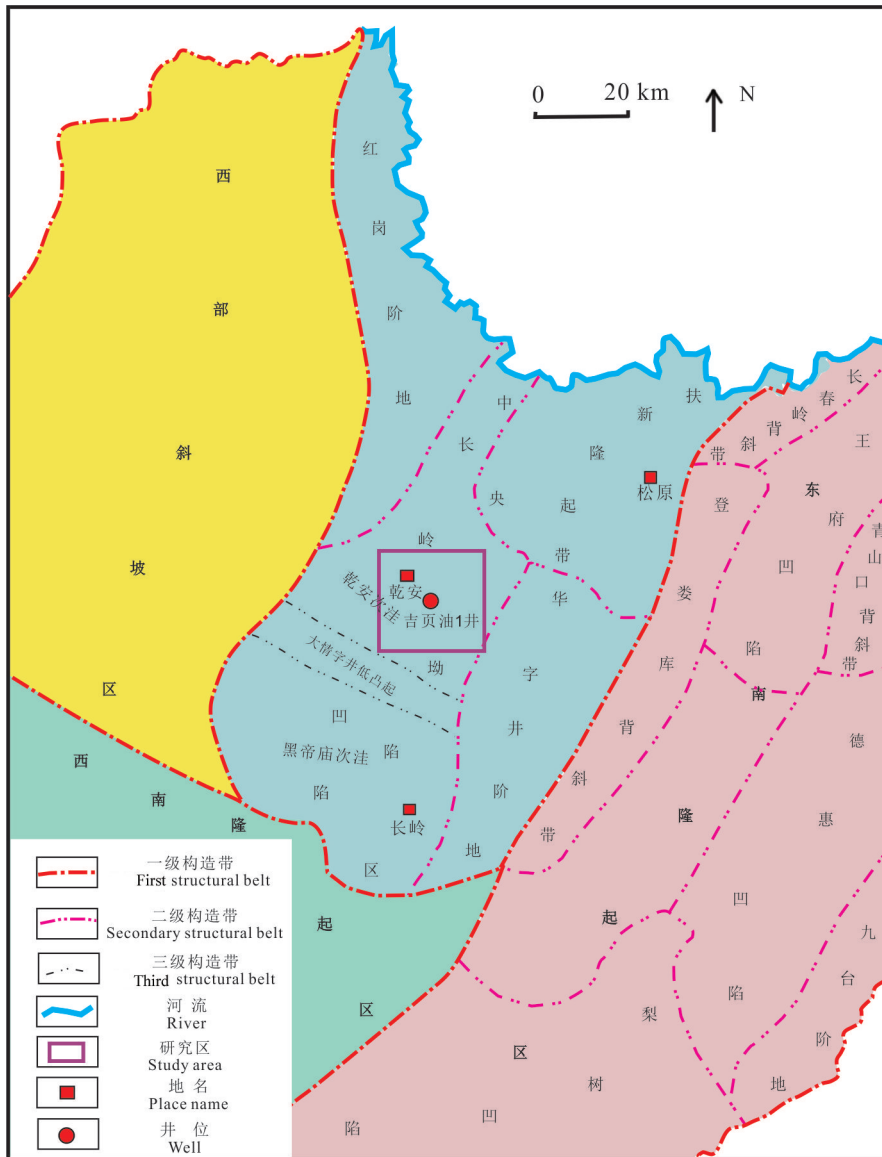 0 20 km N
西部斜坡区
红岗阶地
中央坳陷区
长岭凹陷
扶新隆起带
华字井阶地
松原
乾安
乾安次洼
吉页油1井
大情字井低凸起
黑帝庙次洼
长岭
西南隆起区
东南隆起区
长春岭背斜带
登娄库背斜带
王府凹陷
青山口背斜带
德惠凹陷
九台阶地
梨树凹陷
一级构造带
First structural belt
二级构造带
Secondary structural belt
三级构造带
Third structural belt
河流
River
研究区
Study area
地名
Place name
井位
Well